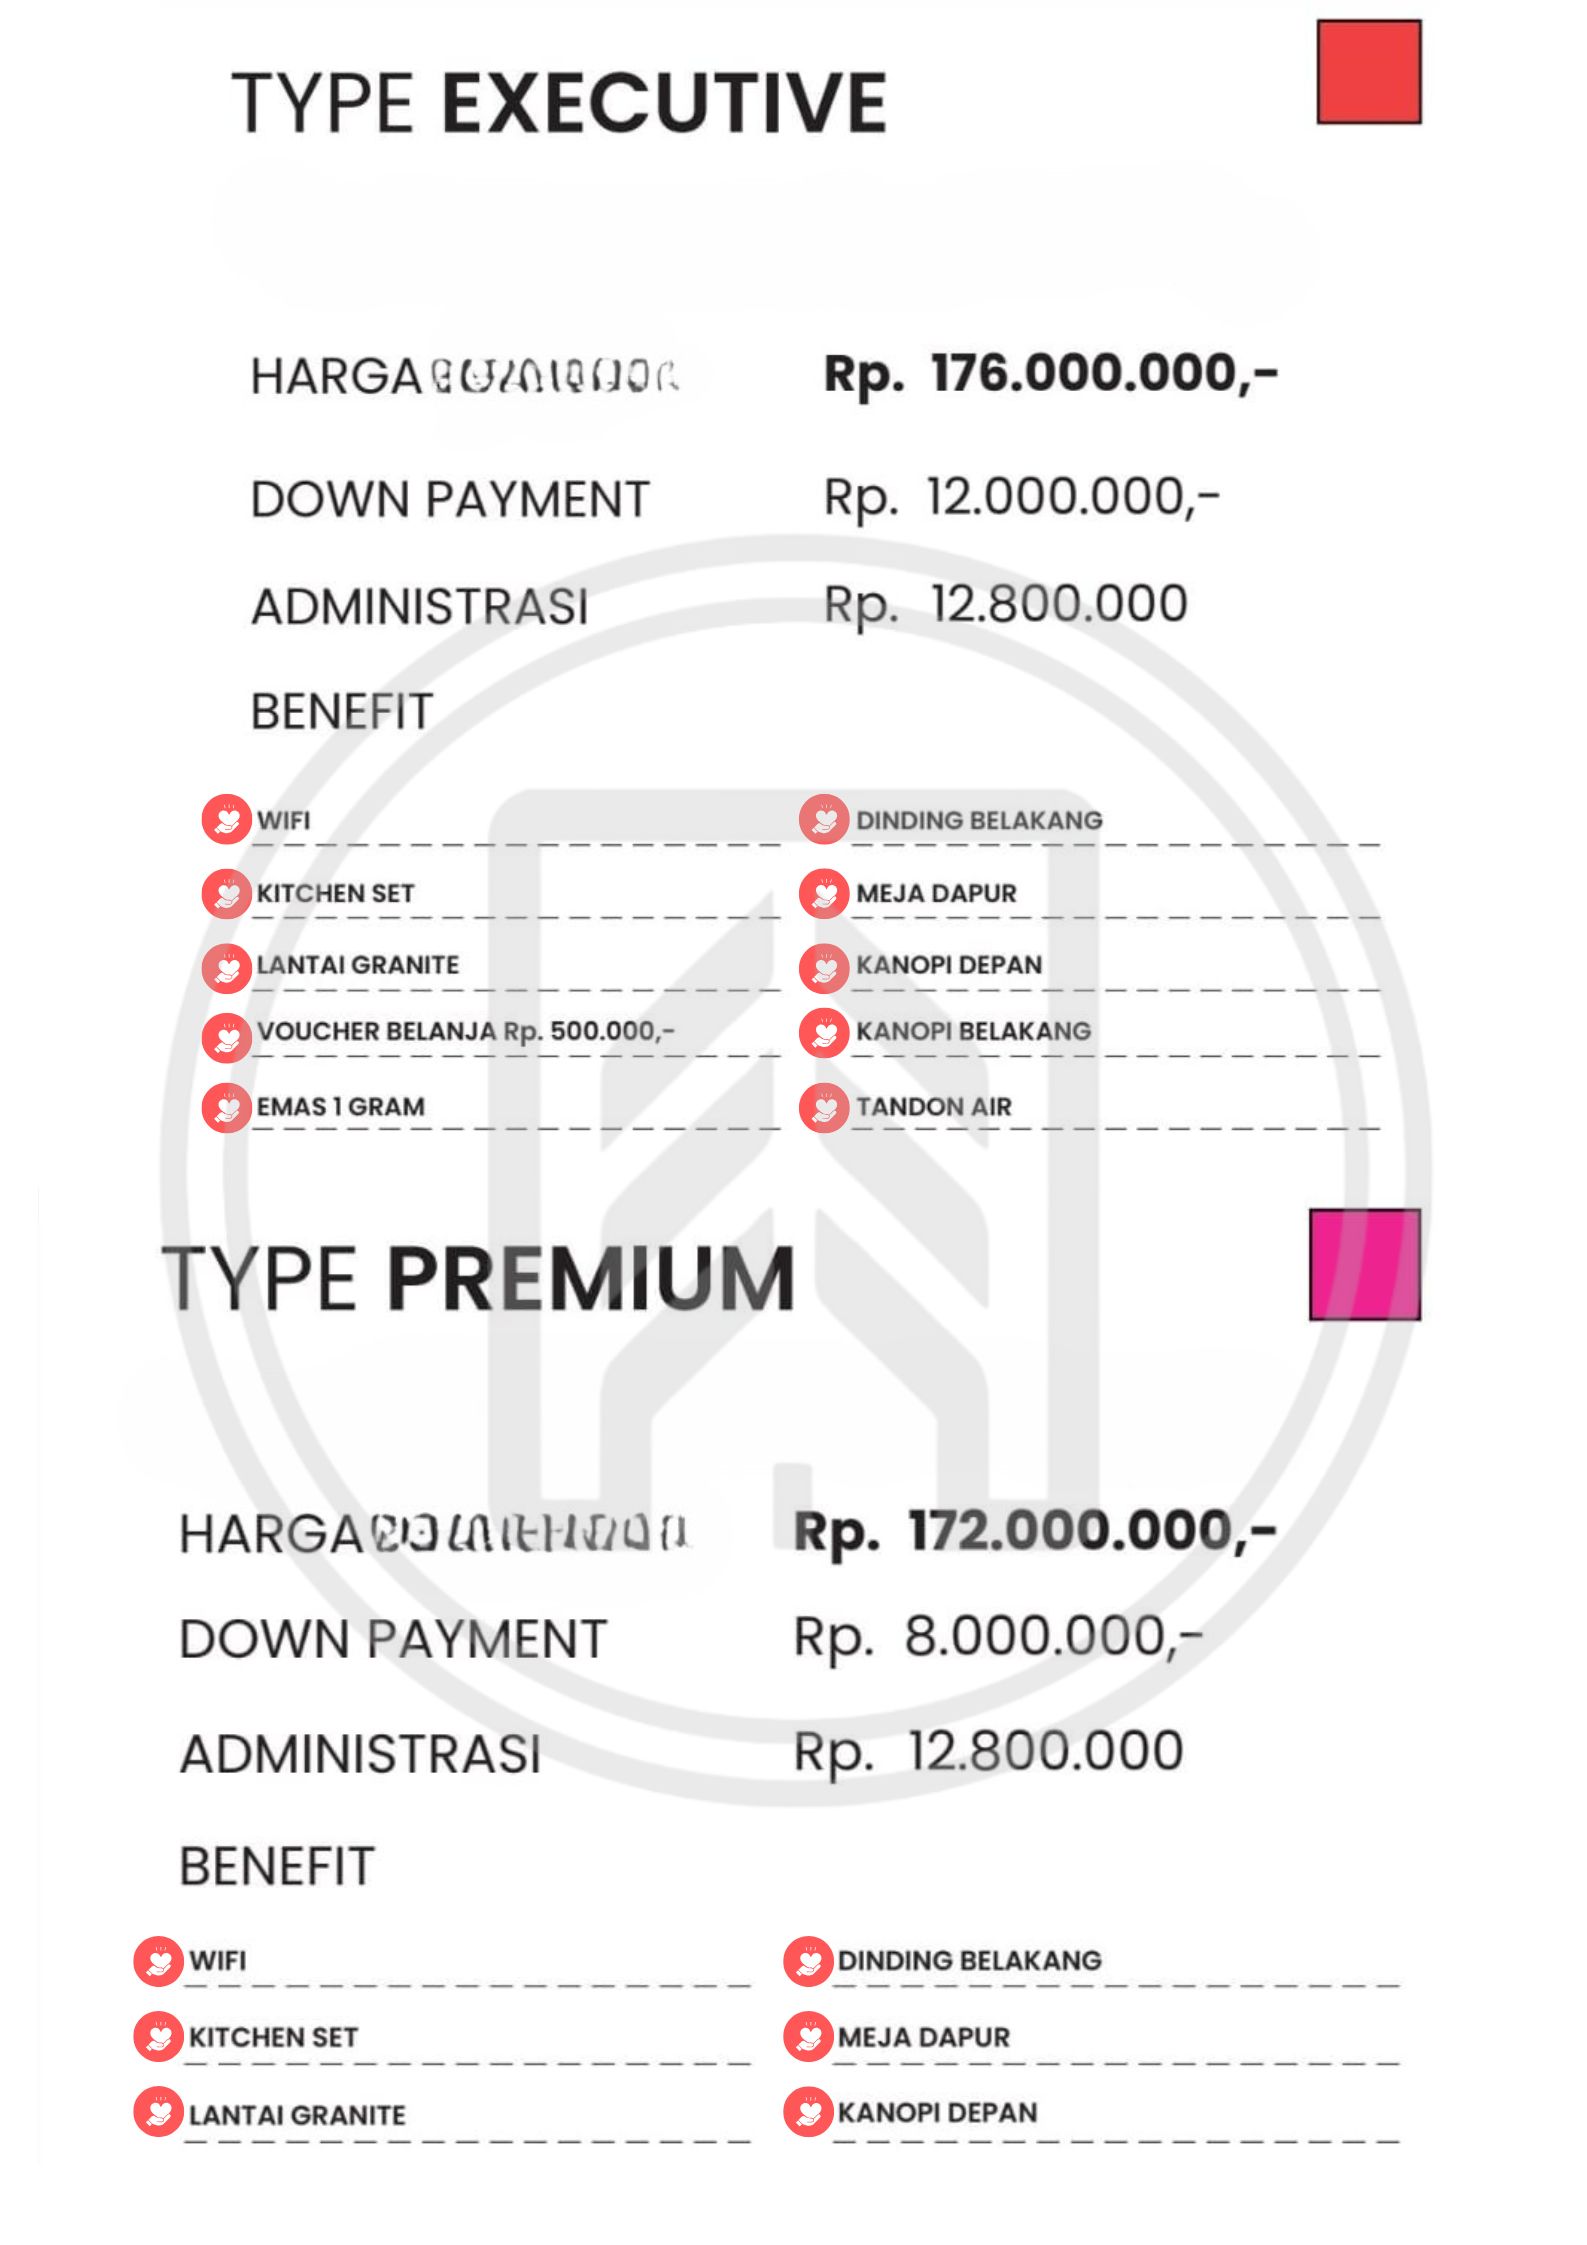 TYPE EXECUTIVE
HARGA Rp. 176.000.000,-
DOWN PAYMENT Rp. 12.000.000,-
ADMINISTRASI Rp. 12.800.000
BENEFIT
WIFI DINDING BELAKANG
KITCHEN SET MEJA DAPUR
LANTAI GRANITE KANOPI DEPAN
VOUCHER BELANJA Rp. 500.000,- KANOPI BELAKANG
EMAS 1 GRAM TANDON AIR
TYPE PREMIUM
HARGA Rp. 172.000.000,-
DOWN PAYMENT Rp. 8.000.000,-
ADMINISTRASI Rp. 12.800.000
BENEFIT
WIFI DINDING BELAKANG
KITCHEN SET MEJA DAPUR
LANTAI GRANITE KANOPI DEPAN